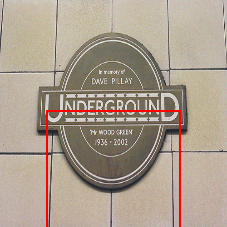 In memory of
DAVE PILLAY
UNDERGROUND
'Mr WOOD GREEN'
1936 - 2002